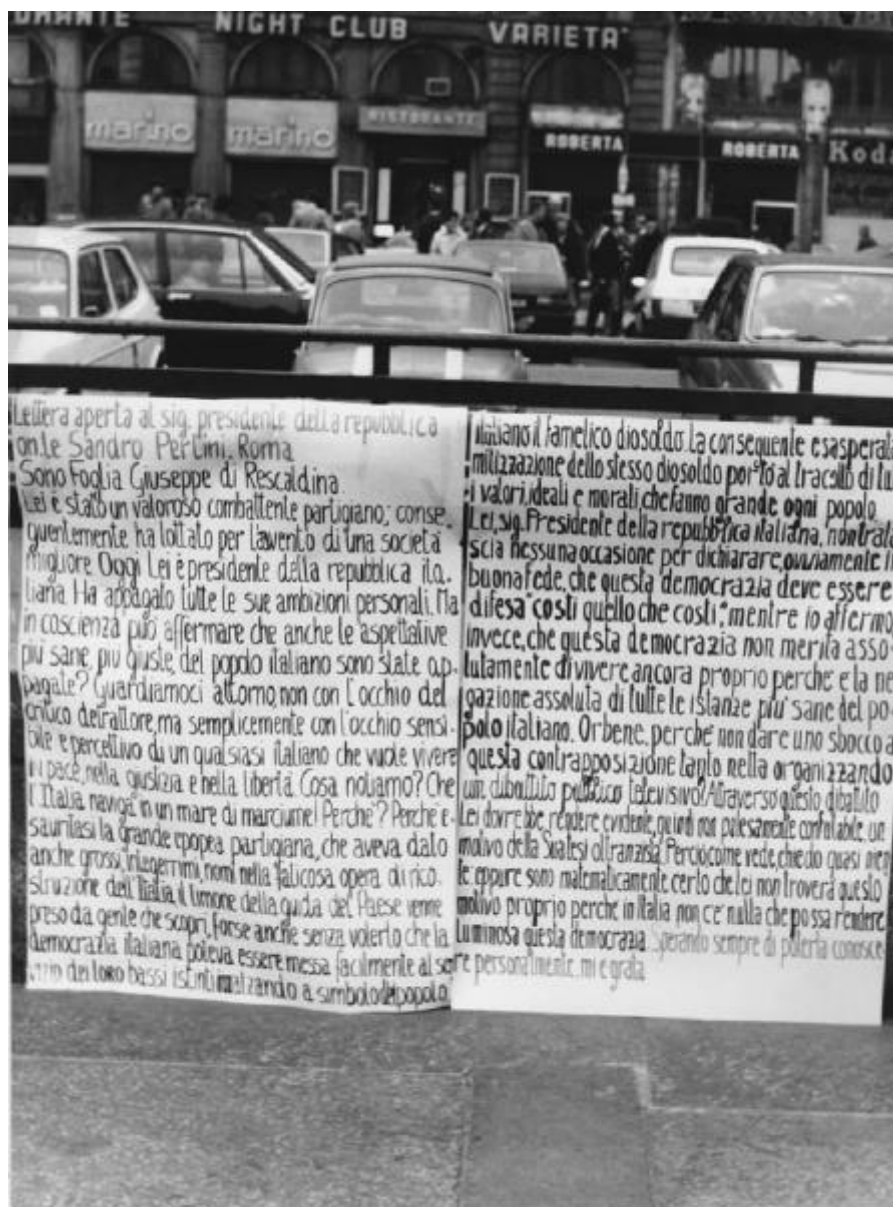 ORANTE NIGHT CLUB VARIETA'
marino
marino
RISTORANTE
ROBERTA
ROBERTA
Koda
Lettera aperta al sig. presidente della repubblica
on.le Sandro Pertini. Roma
Sono Foglia Giuseppe di Rescaldina
Lei è stato un valoroso combattente partigiano; conse.
guentemente ha lottato per l'avvento di una società
migliore Oggi Lei è presidente della repubblica ita.
liana Ha appagato tutte le sue ambizioni personali. Ma
in coscienza può affermare che anche le aspettative
più sane, più giuste, del popolo italiano sono state ap-
pagate? Guardiamoci attorno, non con l'occhio del
critico detrattore, ma semplicemente con l'occhio sensi-
bile e percettivo di un qualsiasi italiano che vuole vivere
in pace, nella giustizia e nella libertà. Cosa notiamo? Che
l'Italia naviga in un mare di marciume! Perchè? Perchè e-
sauritasi la grande epopea partigiana, che aveva dato
anche grossi, integerrimi, nomi nella faticosa opera di rico.
struzione dell'Italia il timone della guida del Paese venne
preso da gente che scoprì, forse anche senza volerlo che la
democrazia italiana poteva essere messa facilmente al ser
vizio dei loro bassi istinti inalzando a simbolo del popolo
italiano il famelico diosoldo. La conseguente esasperata
mitizzazione dello stesso diosoldo portò al tracollo di tu
i valori, ideali e morali che fanno grande ogni popolo
Lei, sig. Presidente della repubblica italiana, non trala
scia nessuna occasione per dichiarare, ovviamente in
buonafede, che questa democrazia deve essere
difesa "costi quello che costi", mentre io affermo
invece, che questa democrazia non merita asso-
lutamente di vivere ancora proprio perchè è la ne
gazione assoluta di tutte le istanze più sane del po
polo italiano. Orbene, perchè non dare uno sbocco a
questa contrapposizione tanto netta organizzando
un dibattito pubblico televisivo? Attraverso questo dibattito
Lei dovrebbe, rendere evidente, quindi non palesamente confutabile, un
motivo della Sua tesi oltranzista. Perciò come vede, chiedo quasi nien
te eppure sono matematicamente certo che lei non troverà questo
motivo proprio perchè in Italia non c'è nulla che possa rendere
luminosa questa democrazia. Sperando sempre di poterla conosce
re personalmente, mi è grata